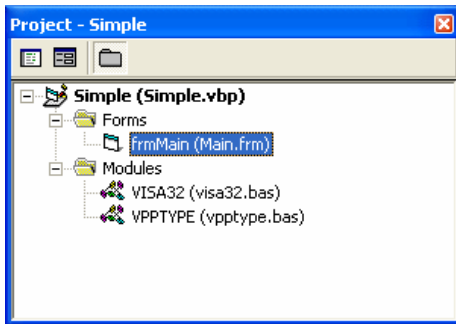 Project - Simple
Simple (Simple.vbp)
Forms
frmMain (Main.frm)
Modules
VISA32 (visa32.bas)
VPPTYPE (vpptype.bas)